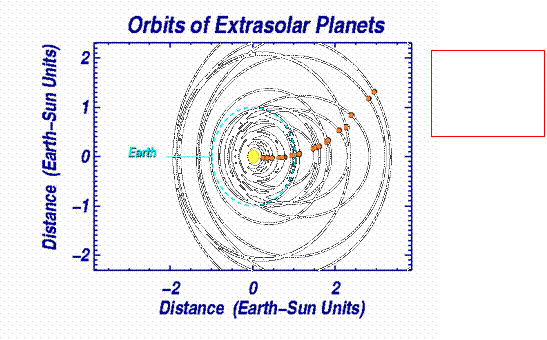 Orbits of Extrasolar Planets
Distance (Earth-Sun Units)
2
1
0
-1
-2
Earth
-2
0
2
Distance (Earth-Sun Units)